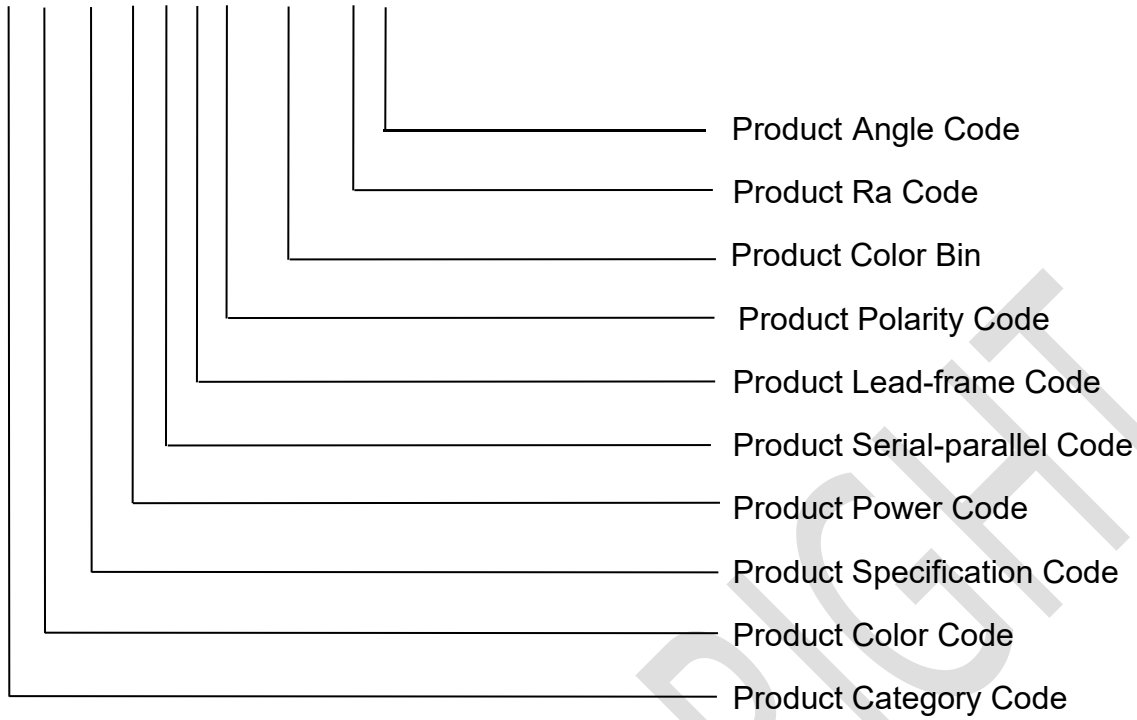 Product Angle Code
Product Ra Code
Product Color Bin
Product Polarity Code
Product Lead-frame Code
Product Serial-parallel Code
Product Power Code
Product Specification Code
Product Color Code
Product Category Code